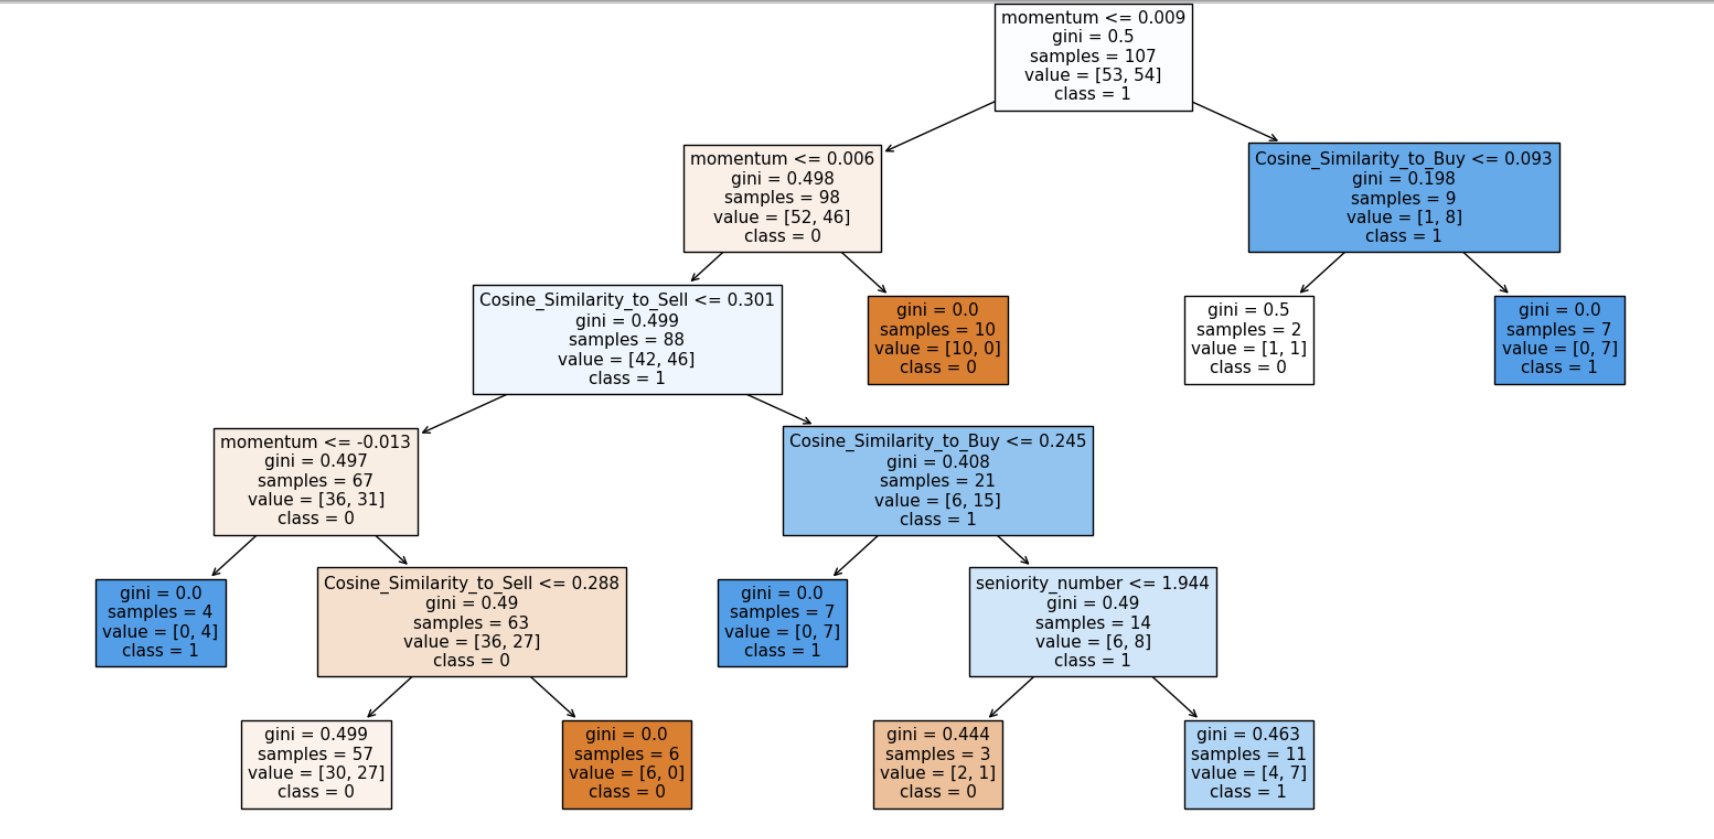 momentum <= 0.009
gini = 0.5
samples = 107
value = [53, 54]
class = 1
momentum <= 0.006
gini = 0.498
samples = 98
value = [52, 46]
class = 0
Cosine_Similarity_to_Buy <= 0.093
gini = 0.198
samples = 9
value = [1, 8]
class = 1
Cosine_Similarity_to_Sell <= 0.301
gini = 0.499
samples = 88
value = [42, 46]
class = 1
gini = 0.0
samples = 10
value = [10, 0]
class = 0
gini = 0.5
samples = 2
value = [1, 1]
class = 0
gini = 0.0
samples = 7
value = [0, 7]
class = 1
momentum <= -0.013
gini = 0.497
samples = 67
value = [36, 31]
class = 0
Cosine_Similarity_to_Buy <= 0.245
gini = 0.408
samples = 21
value = [6, 15]
class = 1
gini = 0.0
samples = 4
value = [0, 4]
class = 1
Cosine_Similarity_to_Sell <= 0.288
gini = 0.49
samples = 63
value = [36, 27]
class = 0
gini = 0.0
samples = 7
value = [0, 7]
class = 1
seniority_number <= 1.944
gini = 0.49
samples = 14
value = [6, 8]
class = 1
gini = 0.499
samples = 57
value = [30, 27]
class = 0
gini = 0.0
samples = 6
value = [6, 0]
class = 0
gini = 0.444
samples = 3
value = [2, 1]
class = 0
gini = 0.463
samples = 11
value = [4, 7]
class = 1